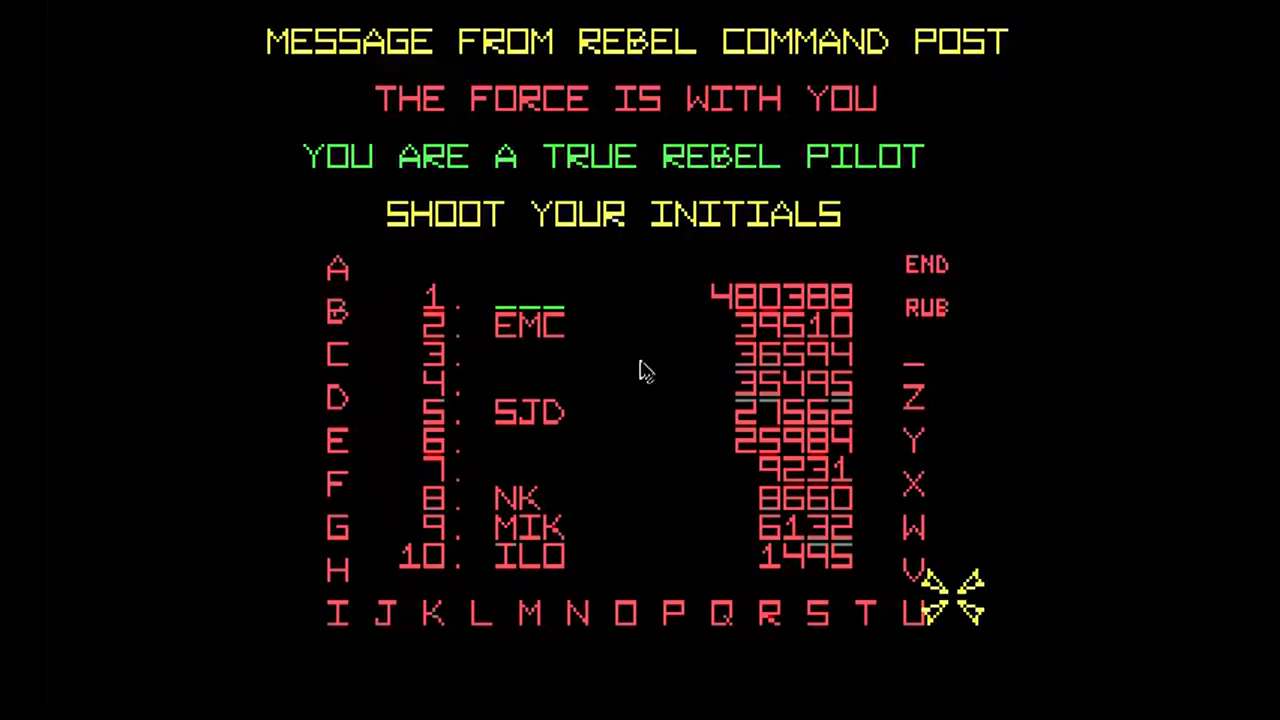 MESSAGE FROM REBEL COMMAND POST
THE FORCE IS WITH YOU
YOU ARE A TRUE REBEL PILOT
SHOOT YOUR INITIALS
A END
1. ___ 480388
B RUB
2. EMC 39510
C 3. 36594 _
4. 35495
D Z
5. SJD 27562
E 6. 25984 Y
7. 9231
F X
8. NK 8660
G 9. MIK 6132 W
10. ILO 1495
H V
I J K L M N O P Q R S T U